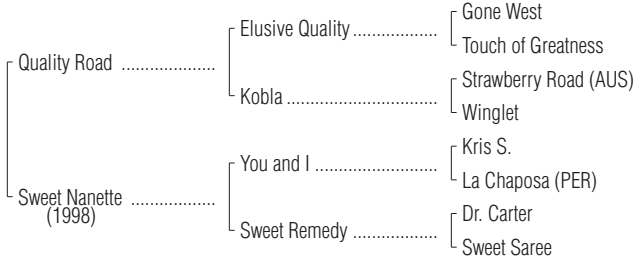 Gone West
Elusive Quality ..................
Touch of Greatness
Quality Road ...................
Strawberry Road (AUS)
Kobla ................................
Winglet
Kris S.
You and I ..........................
La Chaposa (PER)
Sweet Nanette .................
(1998)
Dr. Carter
Sweet Remedy ..................
Sweet Saree